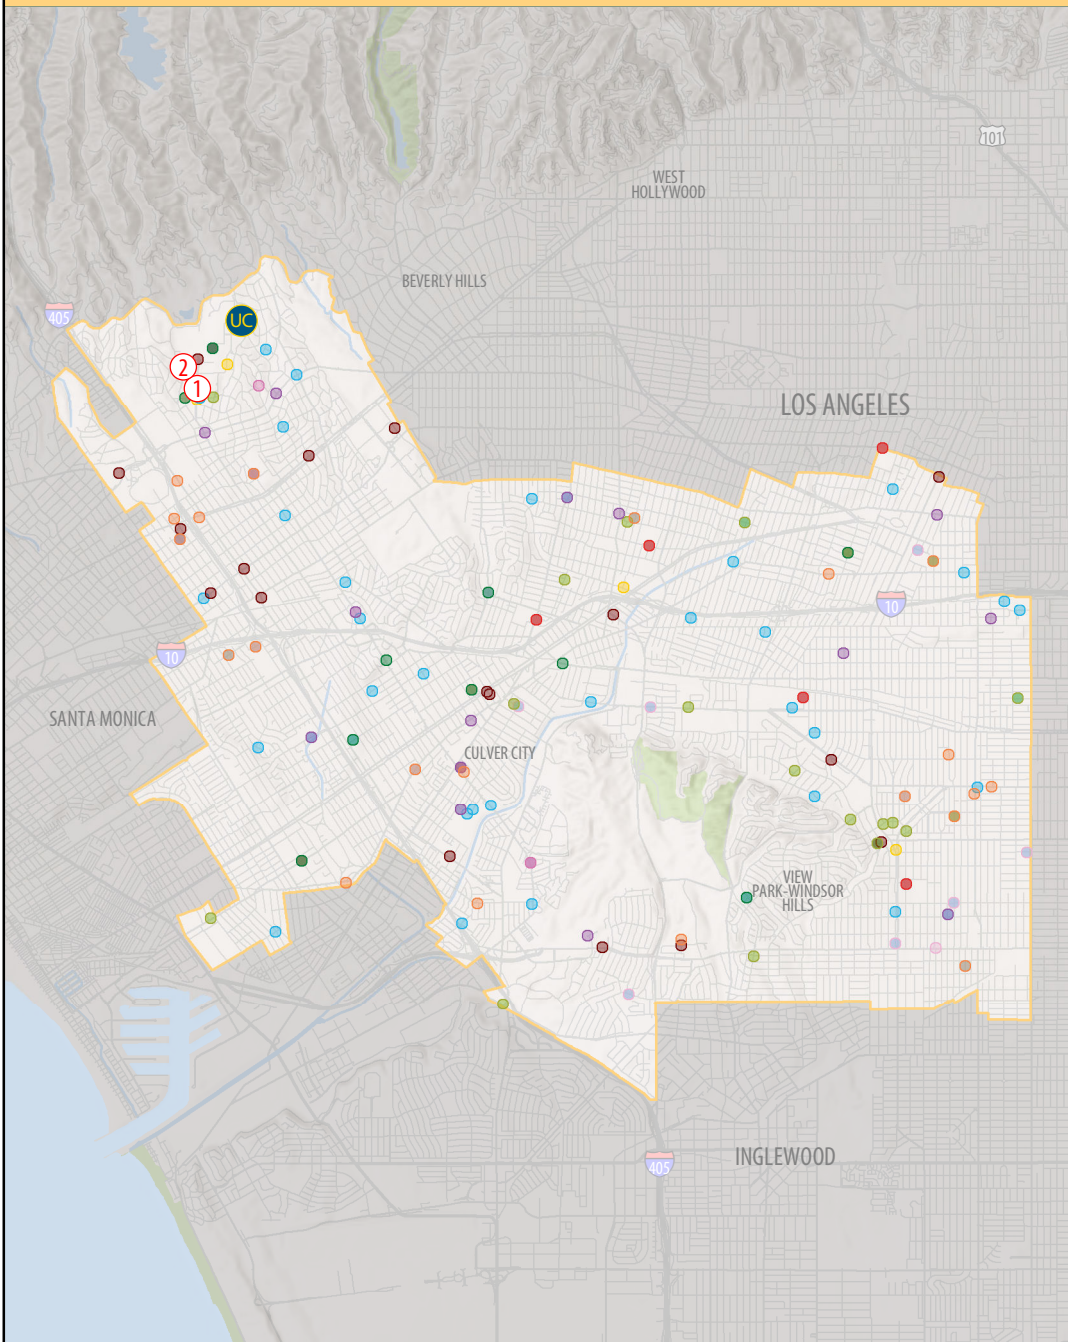 101
WEST
HOLLYWOOD
BEVERLY HILLS
405
UC
2
1
LOS ANGELES
10
10
SANTA MONICA
CULVER CITY
VIEW
PARK-WINDSOR
HILLS
INGLEWOOD
405